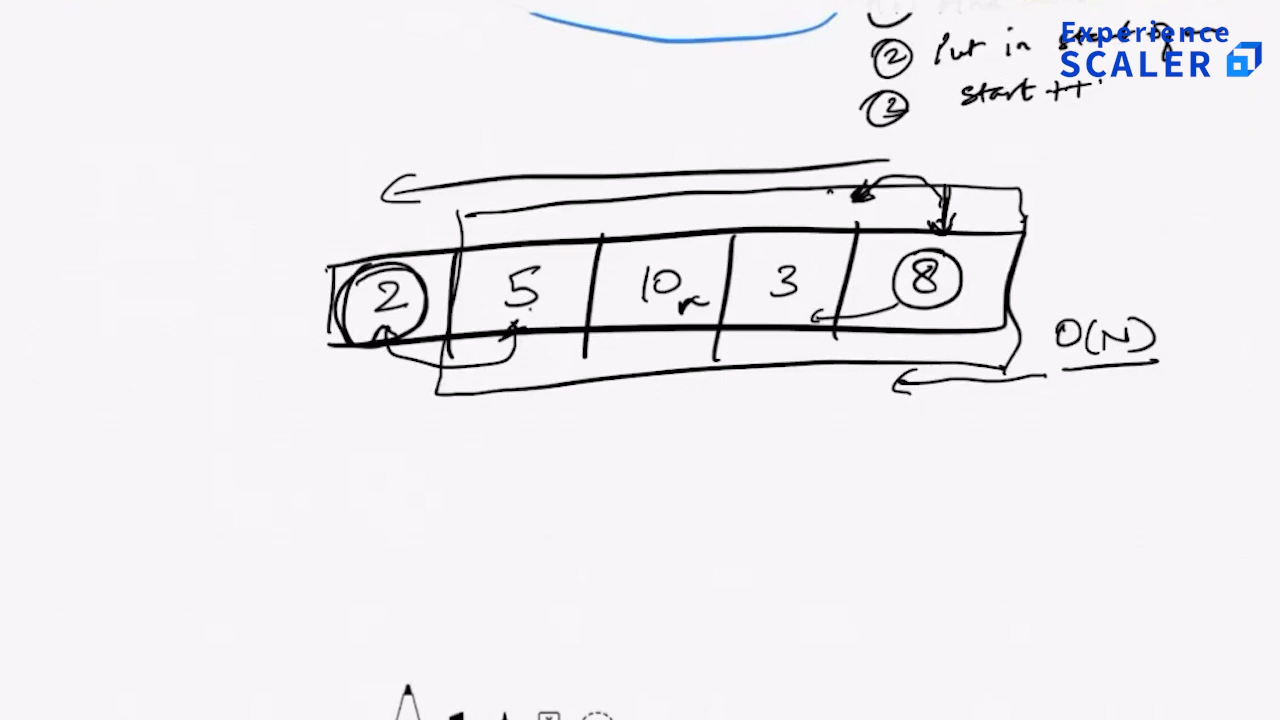 Experience
SCALER
② Put in
② start ++
2 5 10 3 8
O(N)